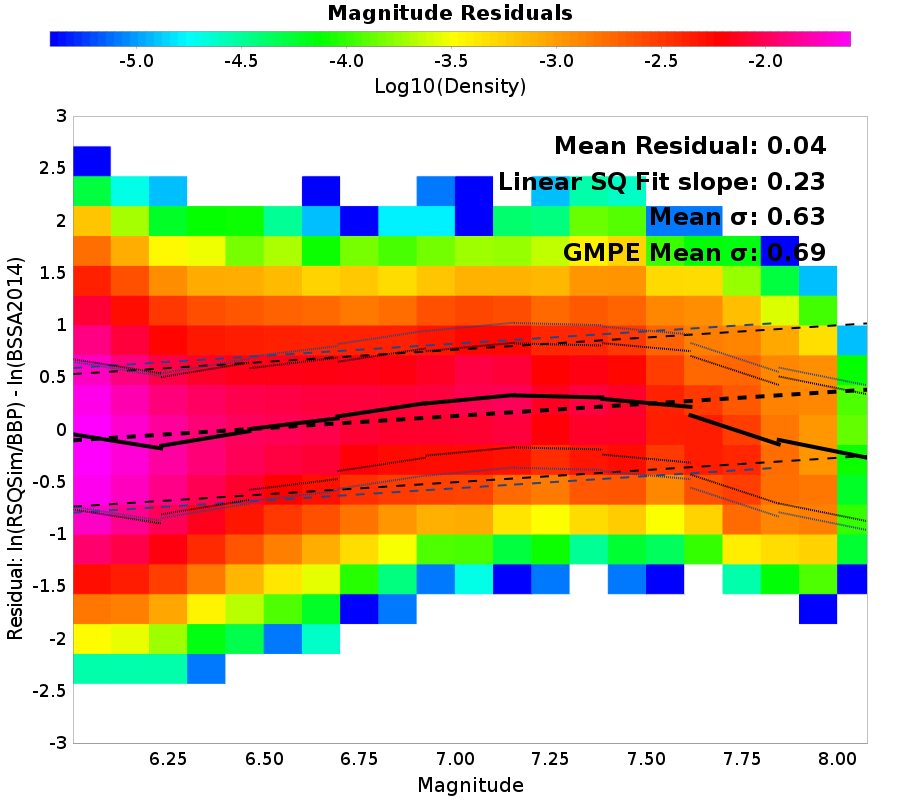 Magnitude Residuals
-5.0 -4.5 -4.0 -3.5 -3.0 -2.5 -2.0
Log10(Density)
Mean Residual: 0.04
Linear SQ Fit slope: 0.23
Mean σ: 0.63
GMPE Mean σ: 0.69
Residual: ln(RSQSim/BBP) - ln(BSSA2014)
3
2.5
2
1.5
1
0.5
0
-0.5
-1
-1.5
-2
-2.5
-3
6.25 6.50 6.75 7.00 7.25 7.50 7.75 8.00
Magnitude